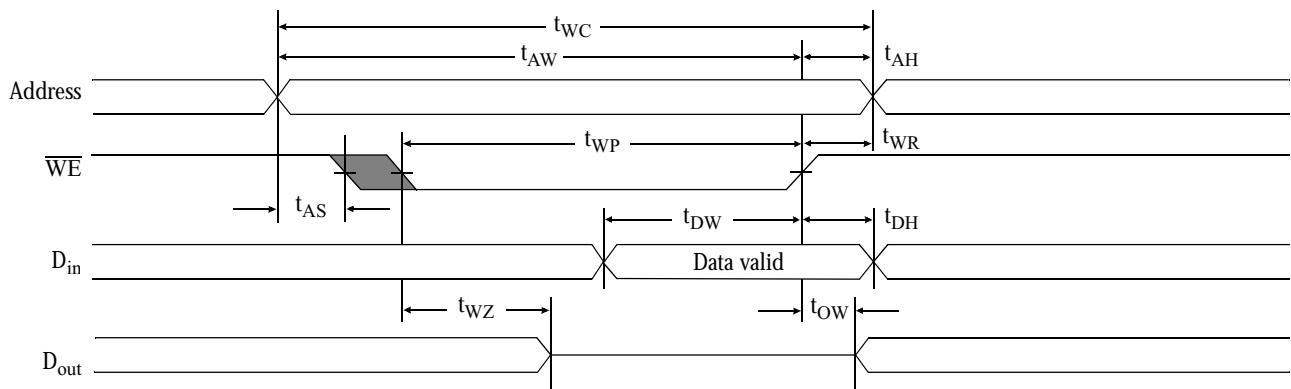 tWC
tAW tAH
Address
tWP tWR
WE
tAS
tDW tDH
Din Data valid
tWZ tOW
Dout